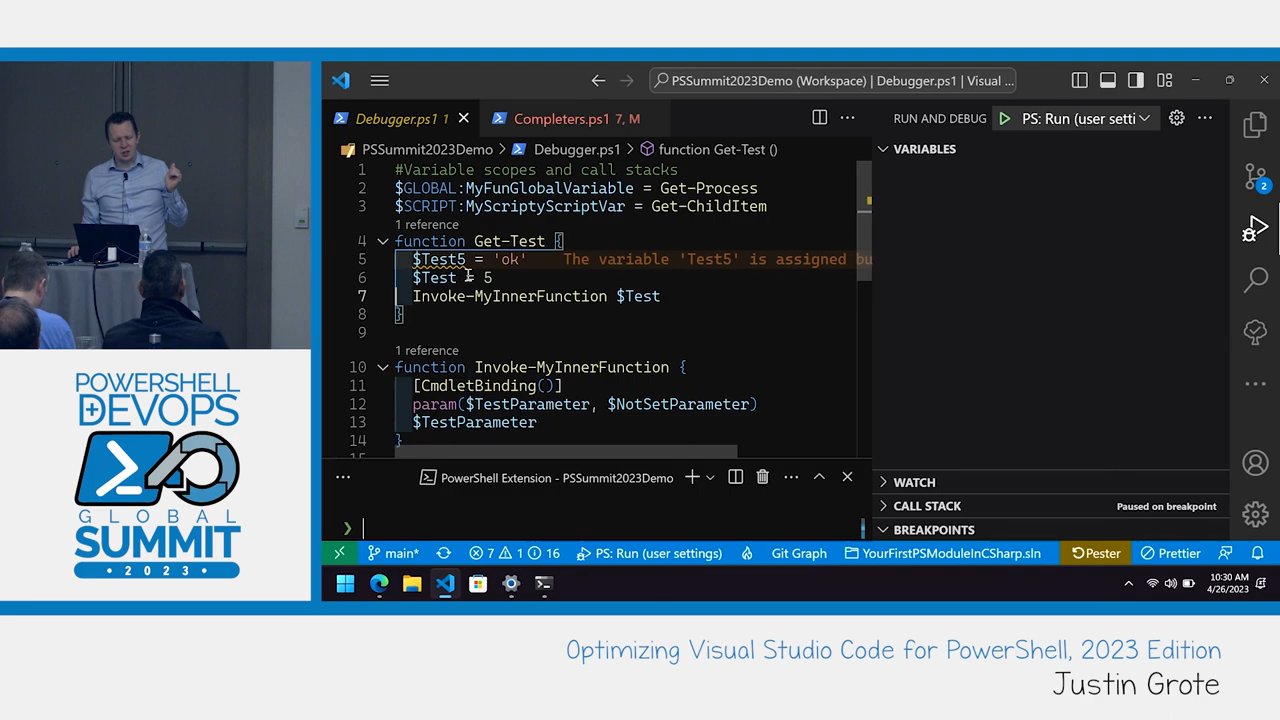 PSSummit2023Demo (Workspace) | Debugger.ps1 | Visual ...
Debugger.ps1 1
Completers.ps1 7, M
RUN AND DEBUG
PS: Run (user setti
PSSummit2023Demo > Debugger.ps1 > function Get-Test ()
VARIABLES
1 #Variable scopes and call stacks
2 $GLOBAL:MyFunGlobalVariable = Get-Process
3 $SCRIPT:MyScriptyScriptVar = Get-ChildItem
1 reference
4 function Get-Test {
5 $Test5 = 'ok' The variable 'Test5' is assigned bu
6 $Test = 5
7 Invoke-MyInnerFunction $Test
8 }
9
1 reference
10 function Invoke-MyInnerFunction {
11 [CmdletBinding()]
12 param($TestParameter, $NotSetParameter)
13 $TestParameter
14 }
15
2
PowerShell Extension - PSSummit2023Demo
WATCH
CALL STACK Paused on breakpoint
BREAKPOINTS
main* 7 1 16 PS: Run (user settings) Git Graph YourFirstPSModuleInCSharp.sln Pester Prettier
10:30 AM
4/26/2023
POWERSHELL
+DEVOPS
GLOBAL
SUMMIT
• 2023 •
Optimizing Visual Studio Code for PowerShell, 2023 Edition
Justin Grote